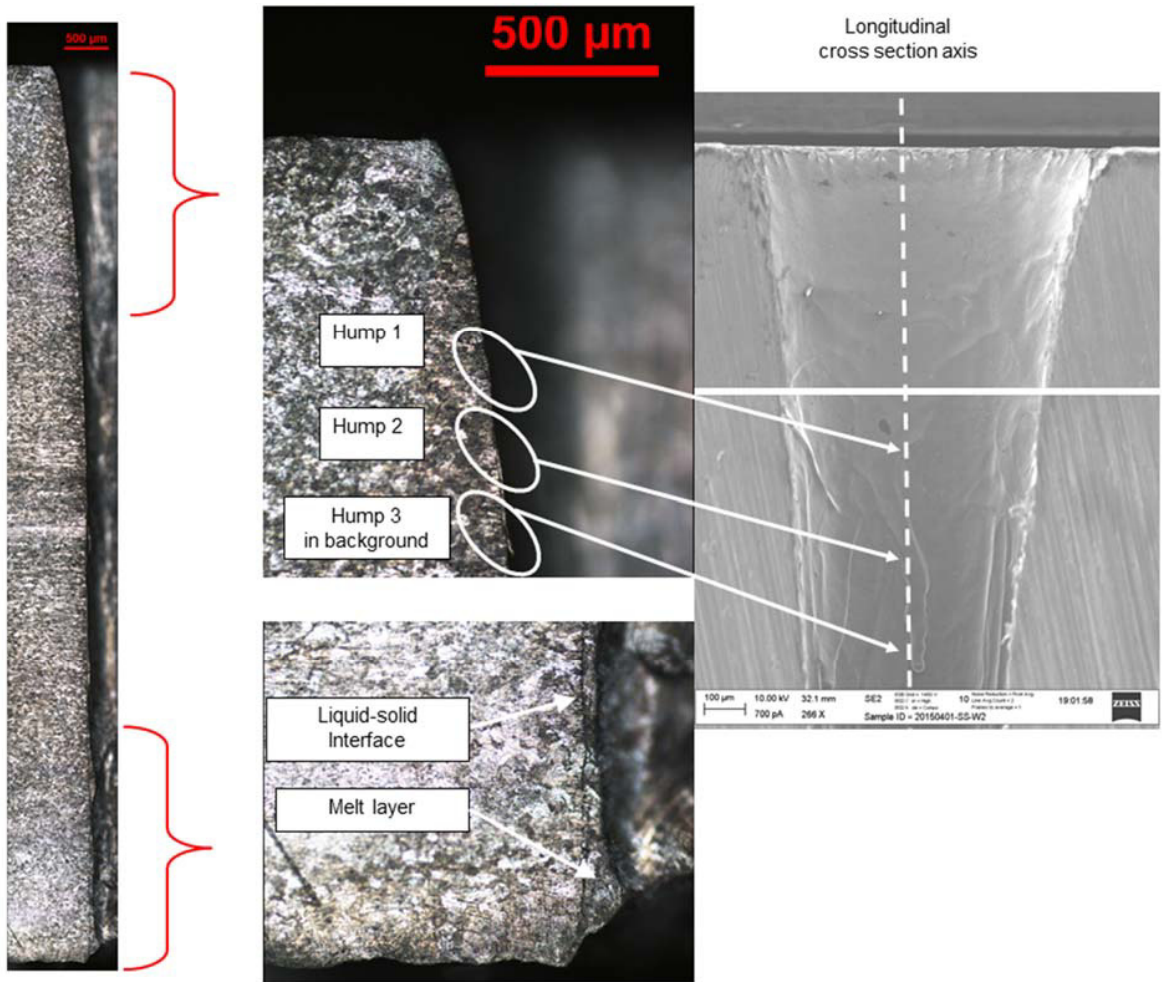 500 µm
500 µm
Longitudinal
cross section axis
Hump 1
Hump 2
Hump 3
in background
Liquid-solid
Interface
Melt layer
100 µm
10.00 kV
32.1 mm
SE2
10
19:01:58
700 pA
266 X
Sample ID = 20150401-SS-W2
ZEISS